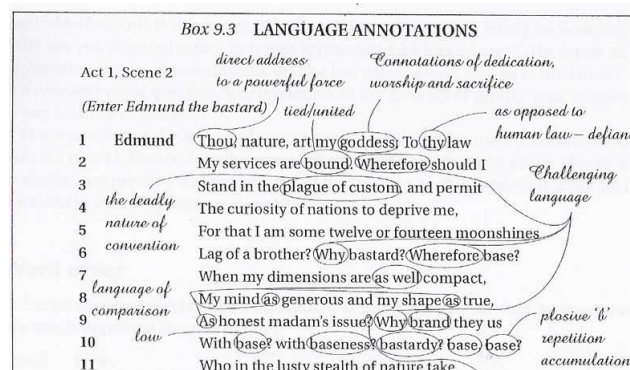 Box 9.3 LANGUAGE ANNOTATIONS
direct address
to a powerful force
Connotations of dedication,
worship and sacrifice
Act 1, Scene 2
(Enter Edmund the bastard)
tied/united
as opposed to
human law – defiant
1 Edmund Thou, nature, art my goddess; To thy law
2 My services are bound. Wherefore should I
3 Stand in the plague of custom, and permit
Challenging
language
the deadly
nature of
convention
4 The curiosity of nations to deprive me,
5 For that I am some twelve or fourteen moonshines
6 Lag of a brother? Why bastard? Wherefore base?
7 When my dimensions are as well compact,
language of
comparison
8 My mind as generous and my shape as true,
9 As honest madam's issue? Why brand they us
low
10 With base? with baseness? bastardy? base, base?
plosive 'b'
repetition
accumulation
11 Who in the lusty stealth of nature take